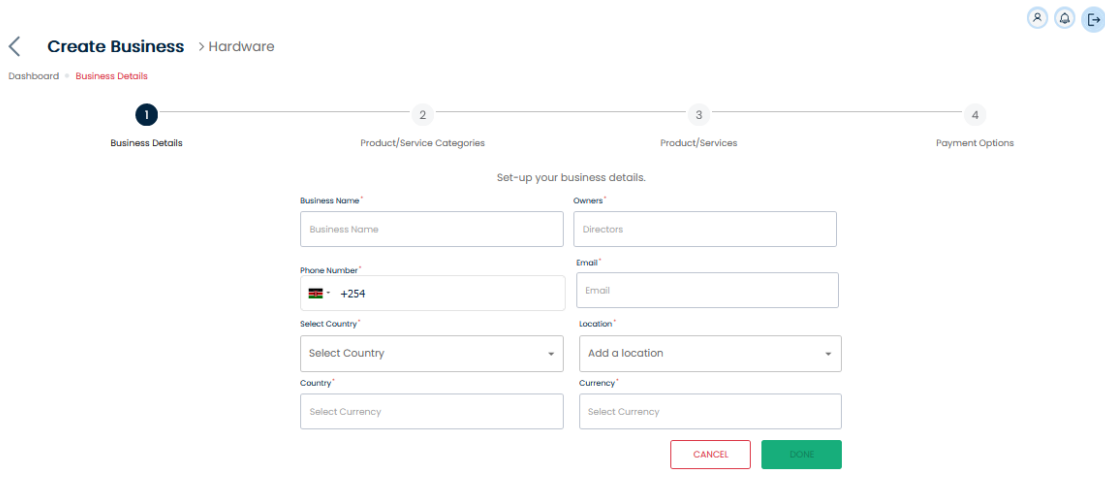 Create Business > Hardware
Dashboard Business Details
1 2 3 4
Business Details Product/Service Categories Product/Services Payment Options
Set-up your business details.
Business Name* Owners*
Business Name Directors
Phone Number* Email*
+254 Email
Select Country* Location*
Select Country Add a location
Country* Currency*
Select Currency Select Currency
CANCEL DONE